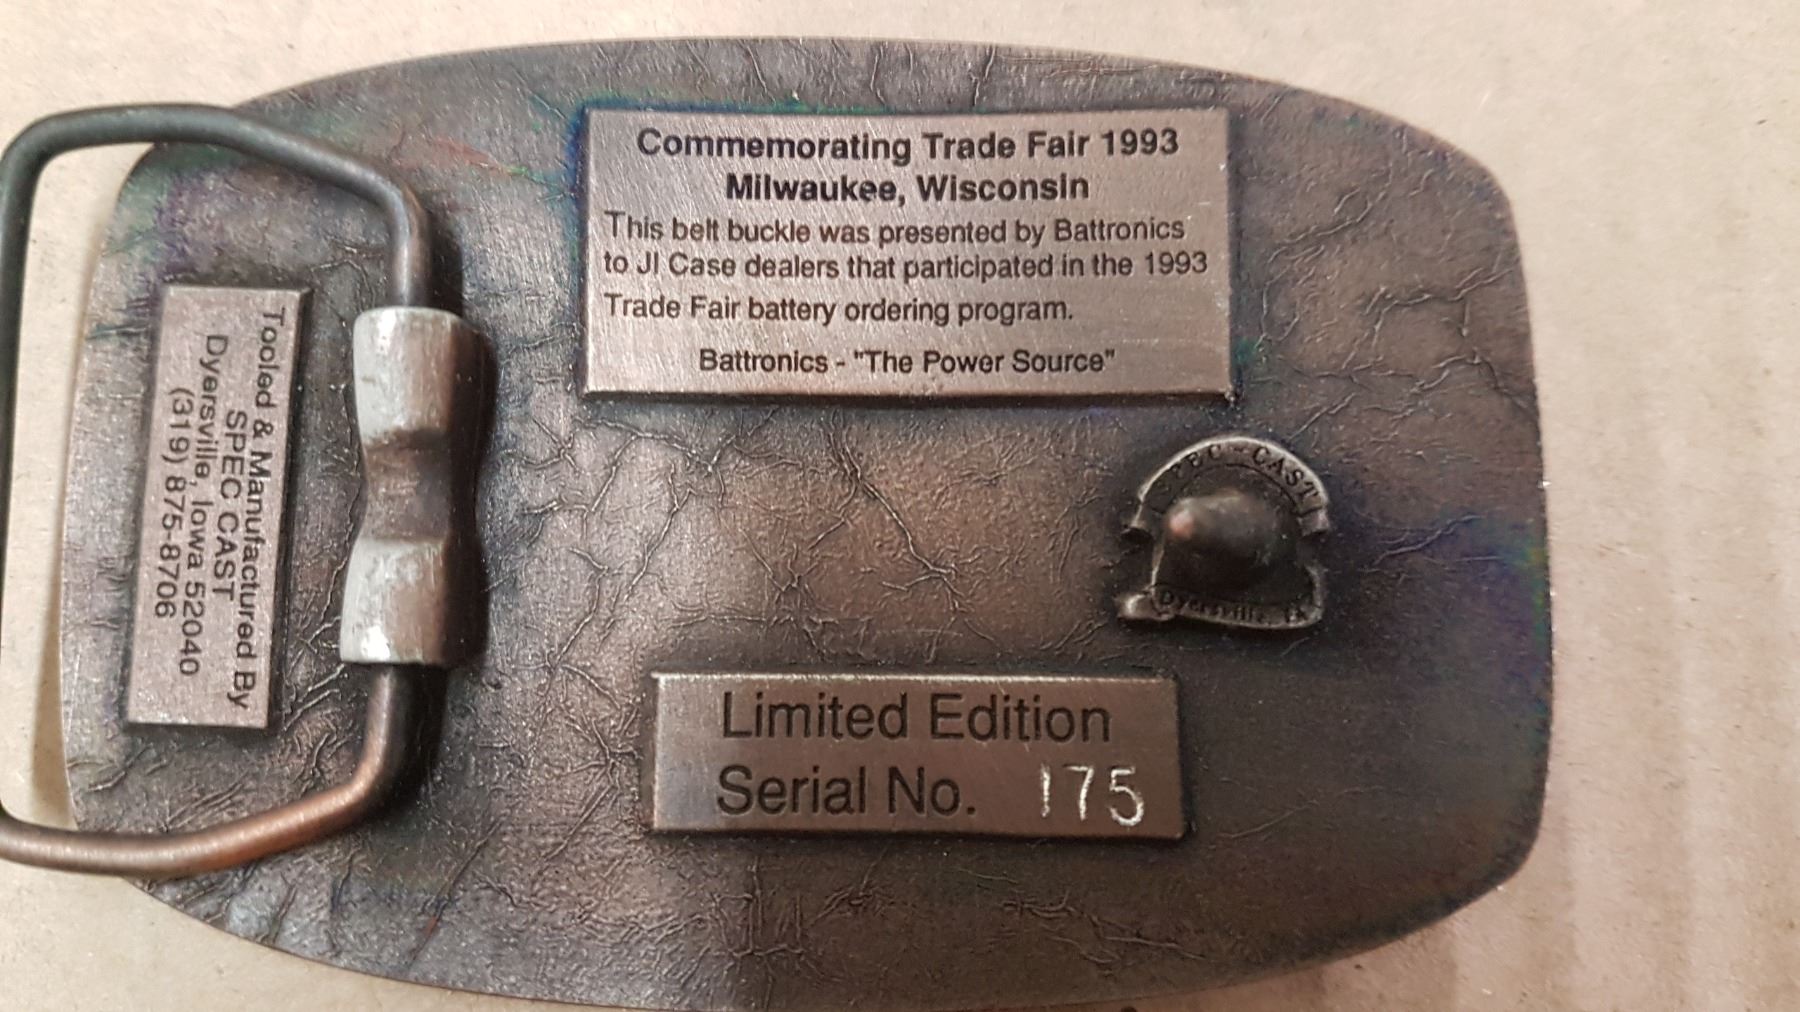 Commemorating Trade Fair 1993
Milwaukee, Wisconsin
This belt buckle was presented by Battronics
to JI Case dealers that participated in the 1993
Trade Fair battery ordering program.
Battronics - "The Power Source"
Tooled & Manufactured By
SPEC CAST
Dyersville, Iowa 52040
(319) 875-8706
SPEC-CAST
Dyersville, IA
Limited Edition
Serial No. 175